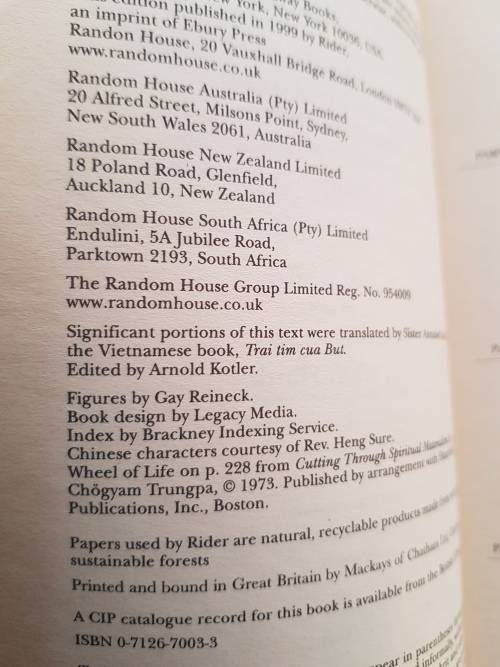 way Books,
York, New York 10036, USA.
edition published in 1999 by Rider,
an imprint of Ebury Press
Randon House, 20 Vauxhall Bridge Road, London
www.randomhouse.co.uk
Random House Australia (Pty) Limited
20 Alfred Street, Milsons Point, Sydney,
New South Wales 2061, Australia
Random House New Zealand Limited
18 Poland Road, Glenfield,
Auckland 10, New Zealand
Random House South Africa (Pty) Limited
Endulini, 5A Jubilee Road,
Parktown 2193, South Africa
The Random House Group Limited Reg. No. 954009
www.randomhouse.co.uk
Significant portions of this text were translated by Sister
the Vietnamese book, Trai tim cua But.
Edited by Arnold Kotler.
Figures by Gay Reineck.
Book design by Legacy Media.
Index by Brackney Indexing Service.
Chinese characters courtesy of Rev. Heng Sure.
Wheel of Life on p. 228 from Cutting Through Spiritual
Chögyam Trungpa, © 1973. Published by arrangement with
Publications, Inc., Boston.
Papers used by Rider are natural, recyclable products made from
sustainable forests
Printed and bound in Great Britain by Mackays of Chatham
A CIP catalogue record for this book is available from the British
ISBN 0-7126-7003-3
appear in parentheses